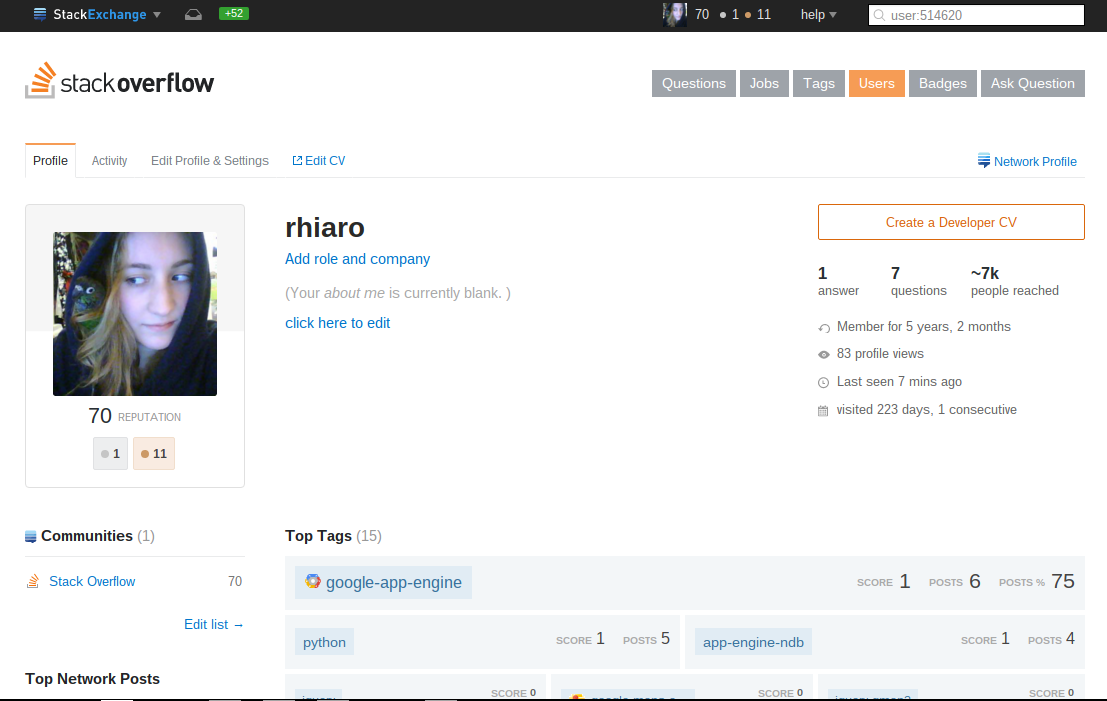 StackExchange +52 70 1 11 help user:514620
stackoverflow
Questions Jobs Tags Users Badges Ask Question
Profile Activity Edit Profile & Settings Edit CV Network Profile
rhiaro
Add role and company
(Your about me is currently blank. )
click here to edit
Create a Developer CV
1 7 ~7k
answer questions people reached
Member for 5 years, 2 months
83 profile views
Last seen 7 mins ago
visited 223 days, 1 consecutive
70 REPUTATION
1 11
Communities (1)
Stack Overflow 70
Edit list →
Top Network Posts
Top Tags (15)
google-app-engine SCORE 1 POSTS 6 POSTS % 75
python SCORE 1 POSTS 5
app-engine-ndb SCORE 1 POSTS 4
SCORE 0
SCORE 0
SCORE 0